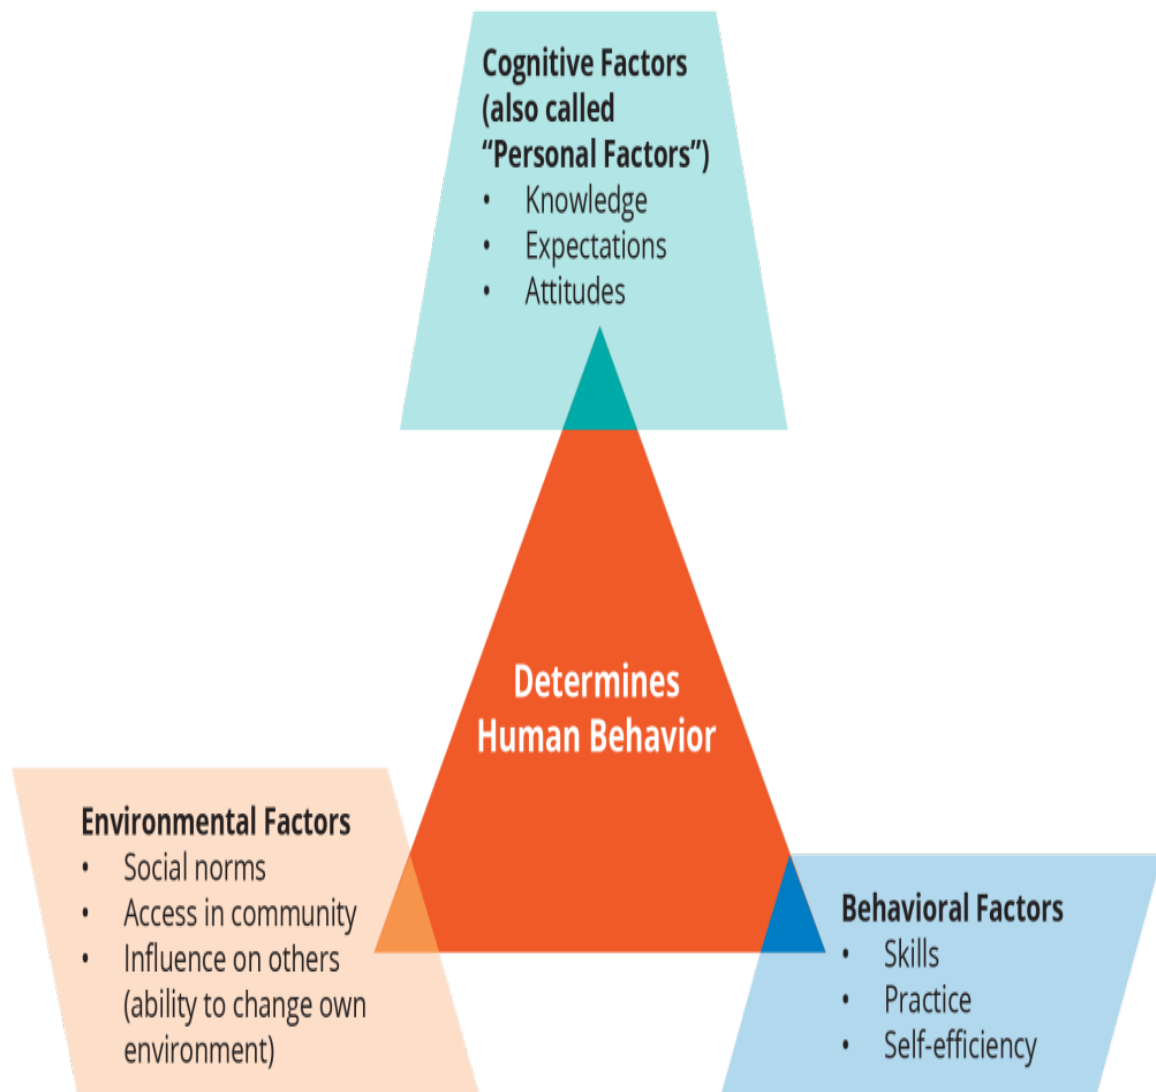 Cognitive Factors
(also called
“Personal Factors”)
• Knowledge
• Expectations
• Attitudes
Determines
Human Behavior
Environmental Factors
• Social norms
• Access in community
• Influence on others
(ability to change own
environment)
Behavioral Factors
• Skills
• Practice
• Self-efficiency